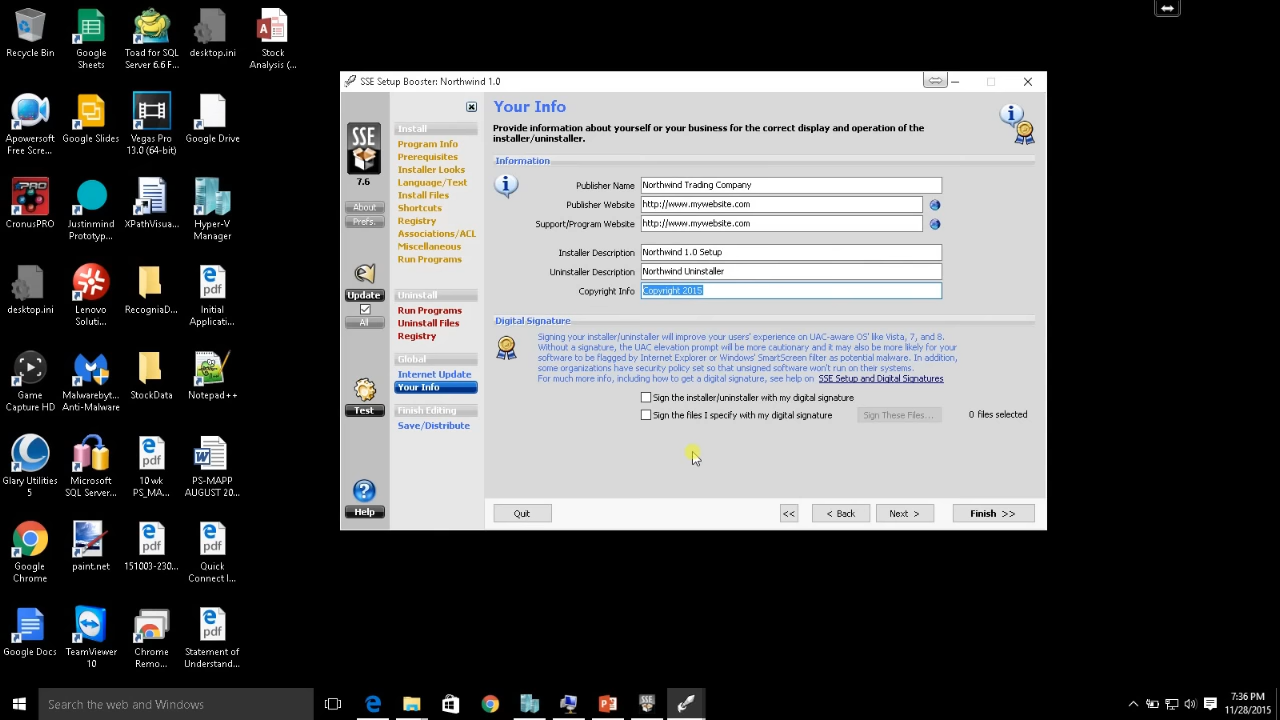 Recycle Bin
Google
Sheets
Toad for SQL
Server 6.6 F...
desktop.ini
Stock
Analysis (...
Apowersoft
Free Scre...
Google Slides
Vegas Pro
13.0 (64-bit)
Google Drive
CronusPRO
Justinmind
Prototyp...
XPathVisua...
Hyper-V
Manager
desktop.ini
Lenovo
Soluti...
RecogniaD...
Initial
Applicati...
Game
Capture HD
Malwarebyt...
Anti-Malware
StockData
Notepad++
Glary Utilities
5
Microsoft
SQL Server...
10 wk
PS_MA...
PS-MAPP
AUGUST 20...
Google
Chrome
paint.net
151003-230...
Quick
Connect I...
Google Docs
TeamViewer
10
Chrome
Remo...
Statement of
Understand...
SSE Setup Booster: Northwind 1.0
SSE
7.6
About
Prefs.
Update
All
Test
Help
Install
Program Info
Prerequisites
Installer Looks
Language/Text
Install Files
Shortcuts
Registry
Associations/ACL
Miscellaneous
Run Programs
Uninstall
Run Programs
Uninstall Files
Registry
Global
Internet Update
Your Info
Finish Editing
Save/Distribute
Your Info
Provide information about yourself or your business for the correct display and operation of the
installer/uninstaller.
Information
Publisher Name Northwind Trading Company
Publisher Website http://www.mywebsite.com
Support/Program Website http://www.mywebsite.com
Installer Description Northwind 1.0 Setup
Uninstaller Description Northwind Uninstaller
Copyright Info Copyright 2015
Digital Signature
Signing your installer/uninstaller will improve your users' experience on UAC-aware OS' like Vista, 7, and 8.
Without a signature, the UAC elevation prompt will be more cautionary and it may also be more likely for your
software to be flagged by Internet Explorer or Windows' SmartScreen filter as potential malware. In addition,
some organizations have security policy set so that unsigned software won't run on their systems.
For much more info, including how to get a digital signature, see help on SSE Setup and Digital Signatures
Sign the installer/uninstaller with my digital signature
Sign the files I specify with my digital signature Sign These Files... 0 files selected
Quit << < Back Next > Finish >>
Search the web and Windows
7:36 PM
11/28/2015